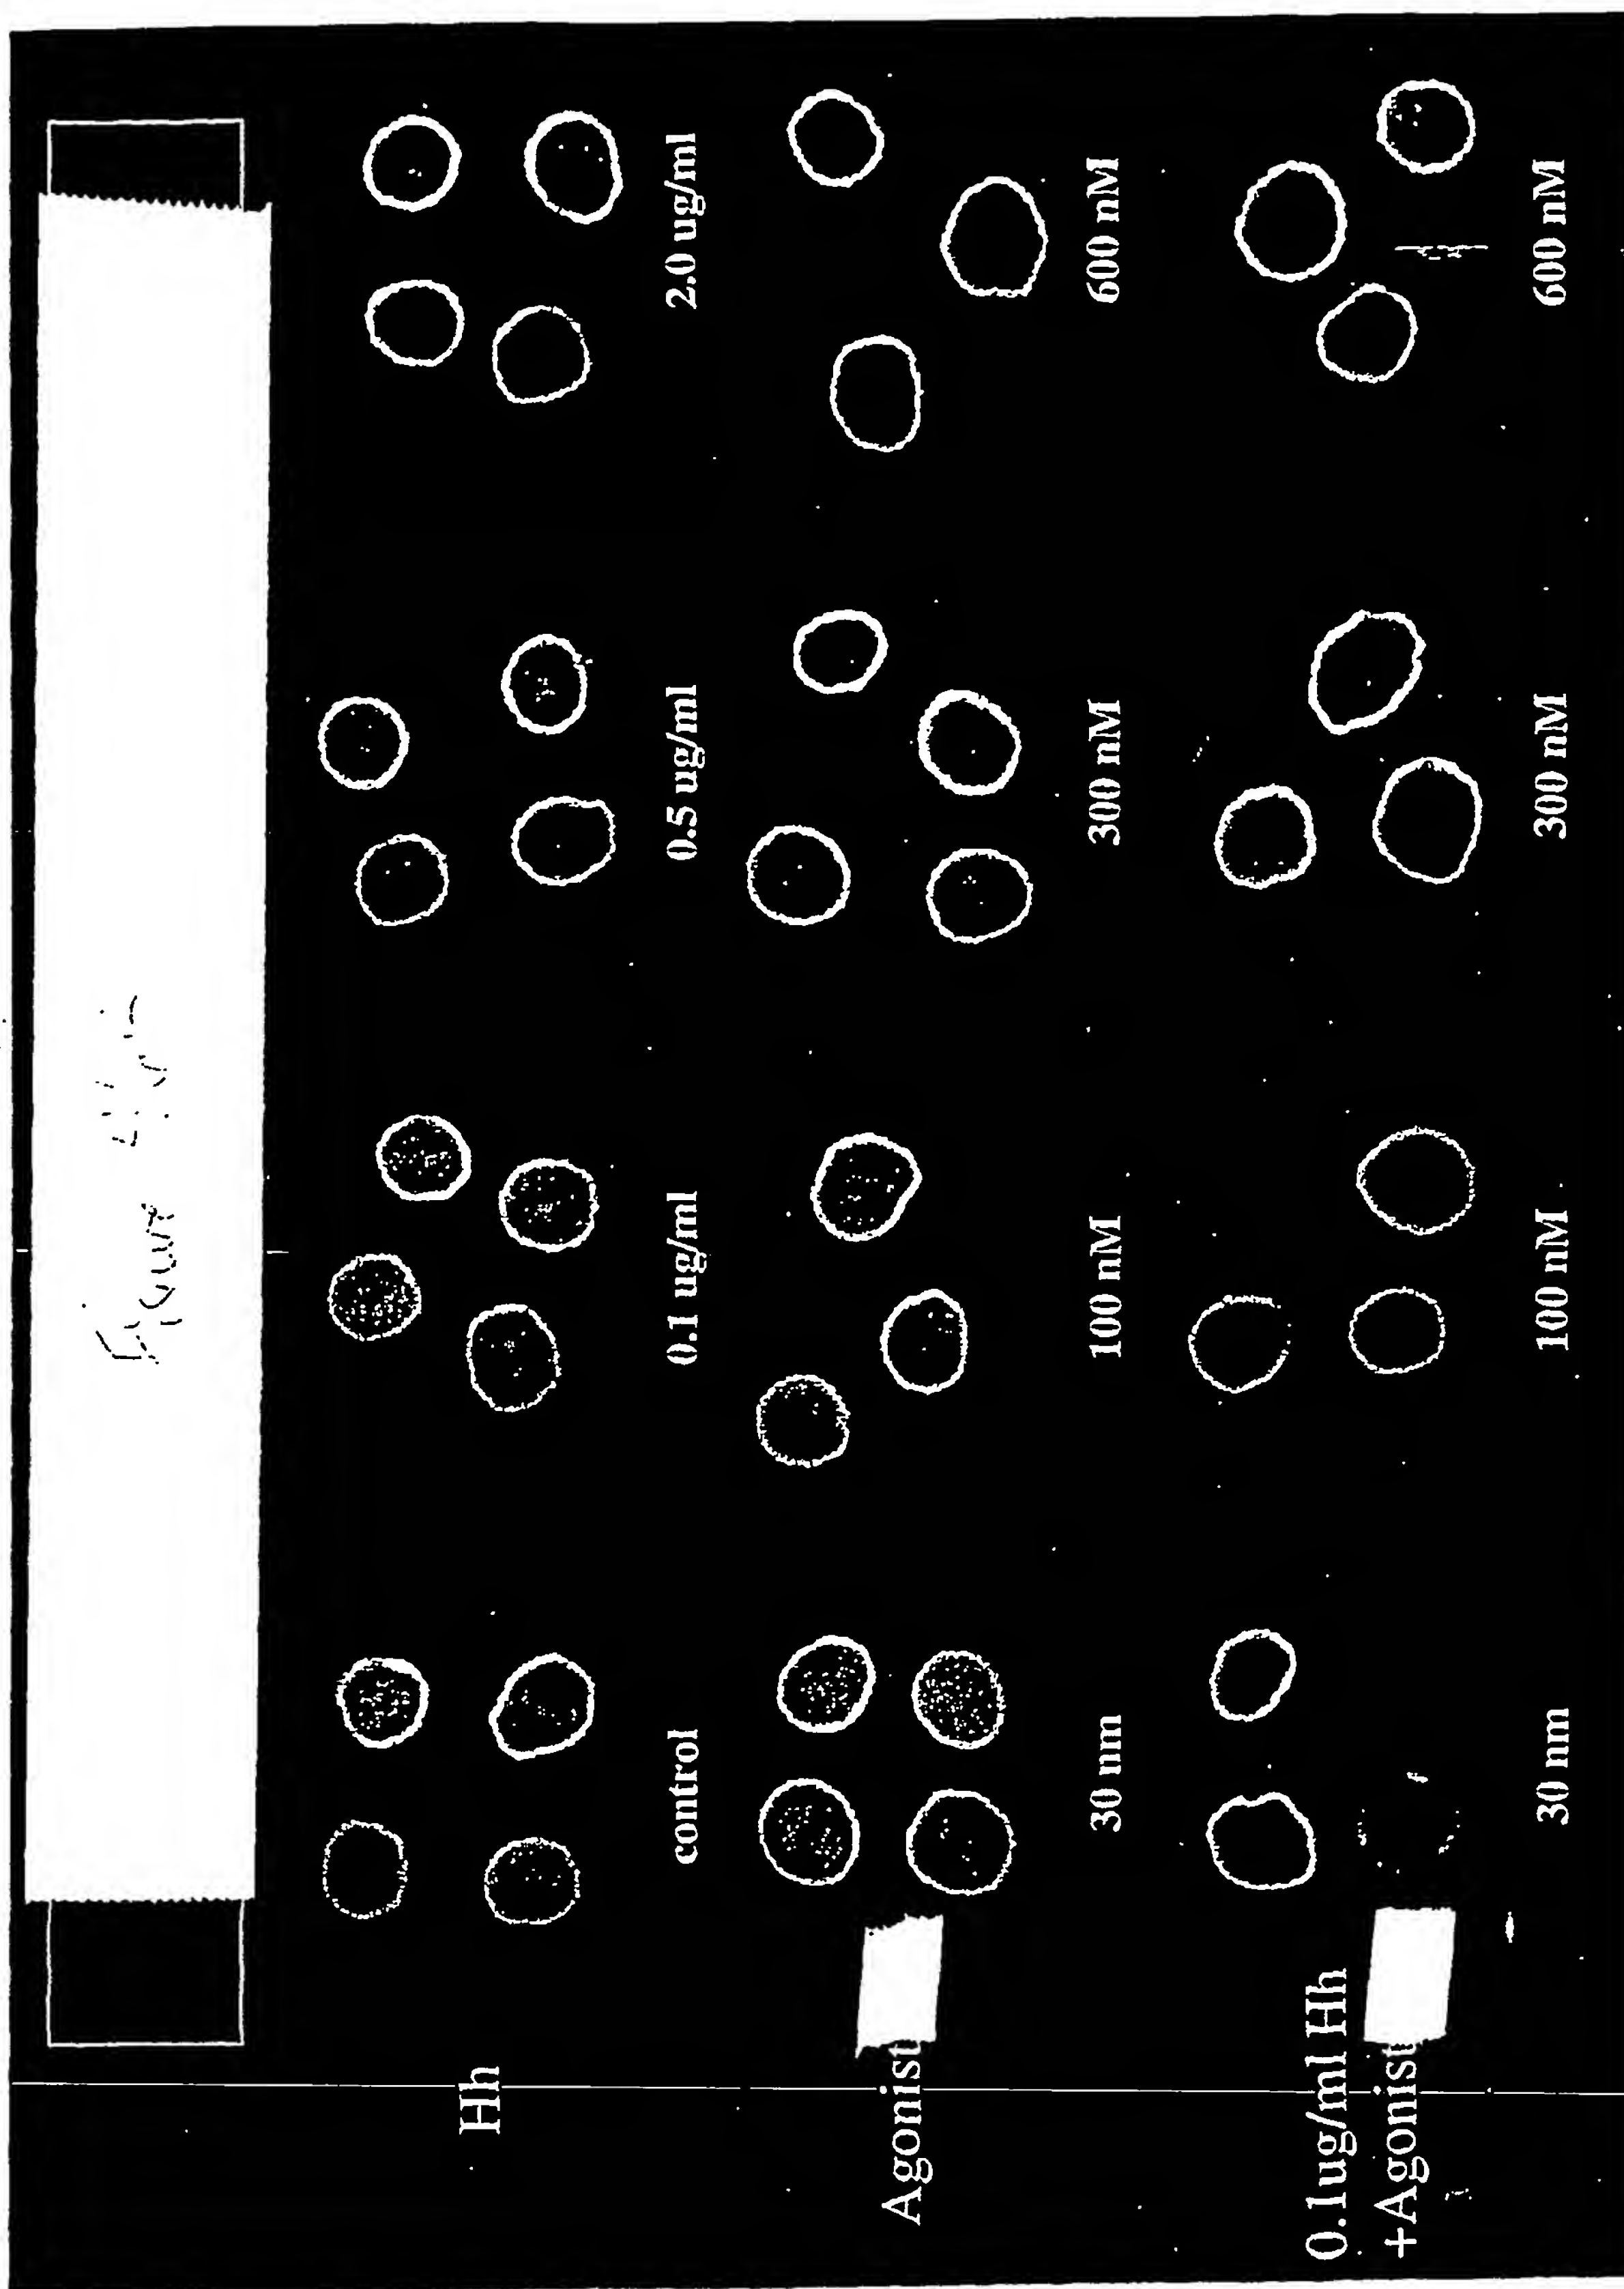 Figure
Hh
control 0.1 ug/ml 0.5 ug/ml 2.0 ug/ml
Agonist
30 nm 100 nM 300 nM 600 nM
0.1ug/ml Hh
+Agonist
30 nm 100 nM 300 nM 600 nM